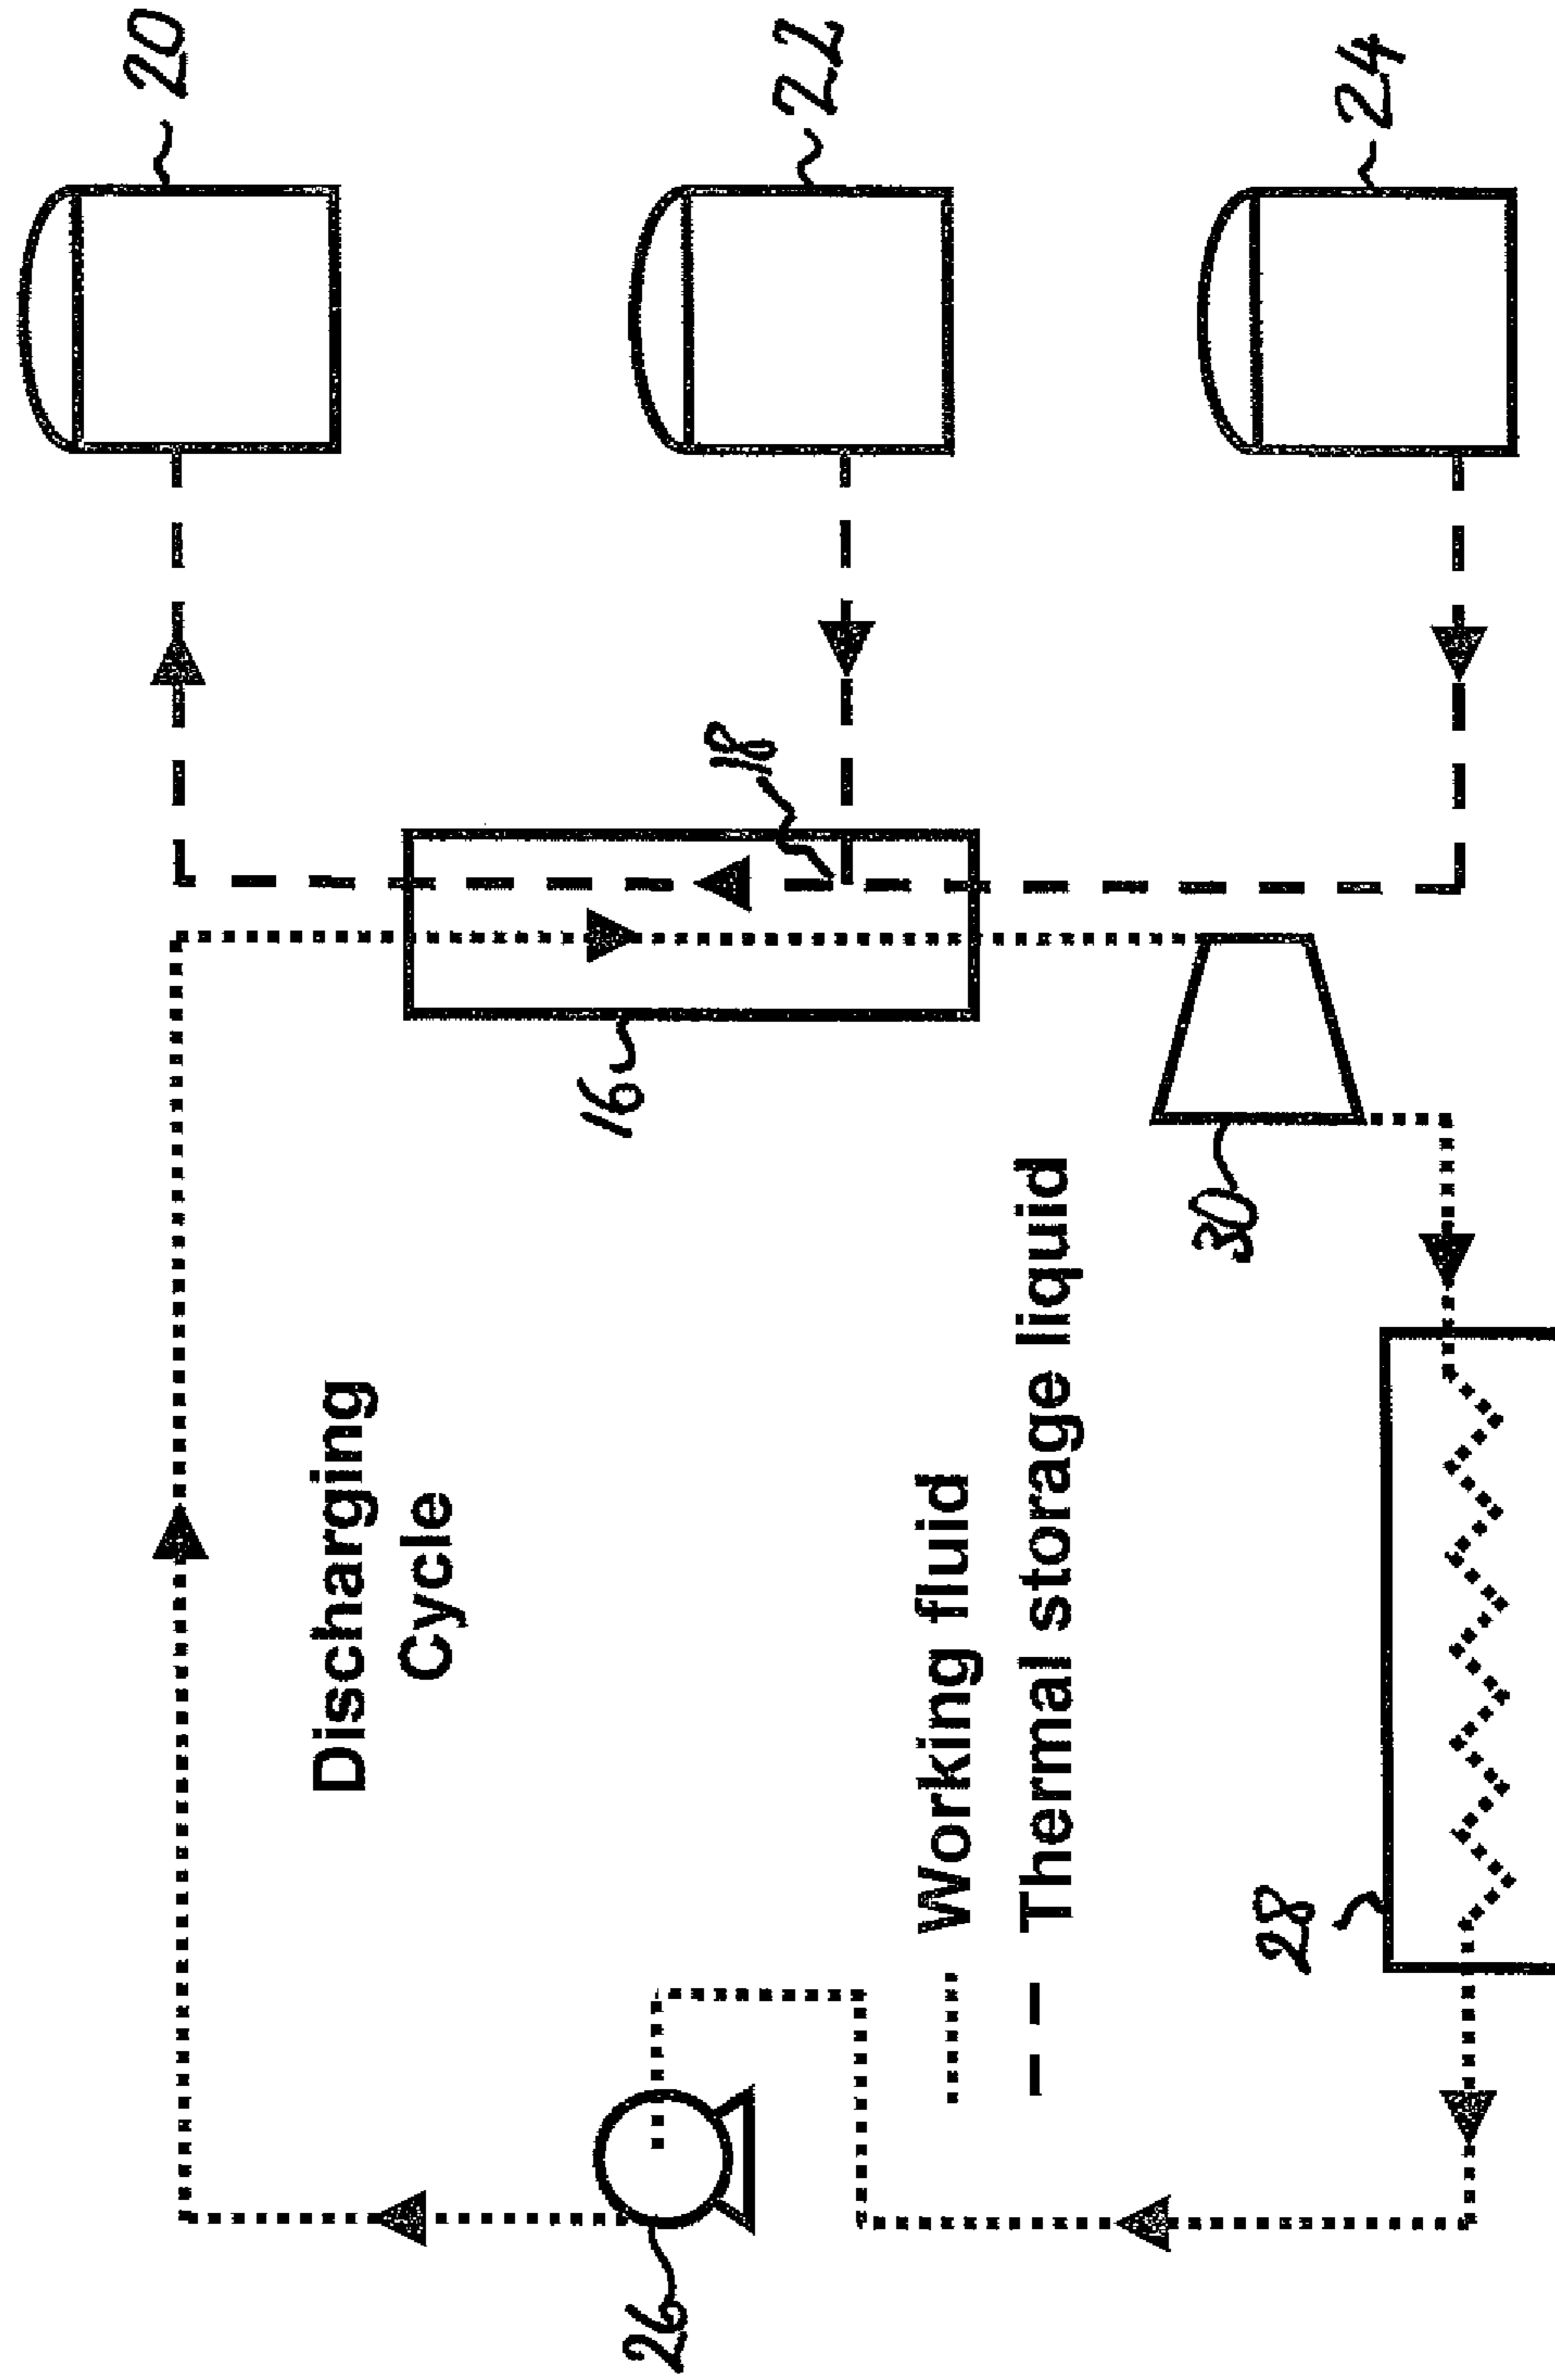 20
Discharging
Cycle
16
26
18
22
Working fluid
Thermal storage liquid
30
28
24